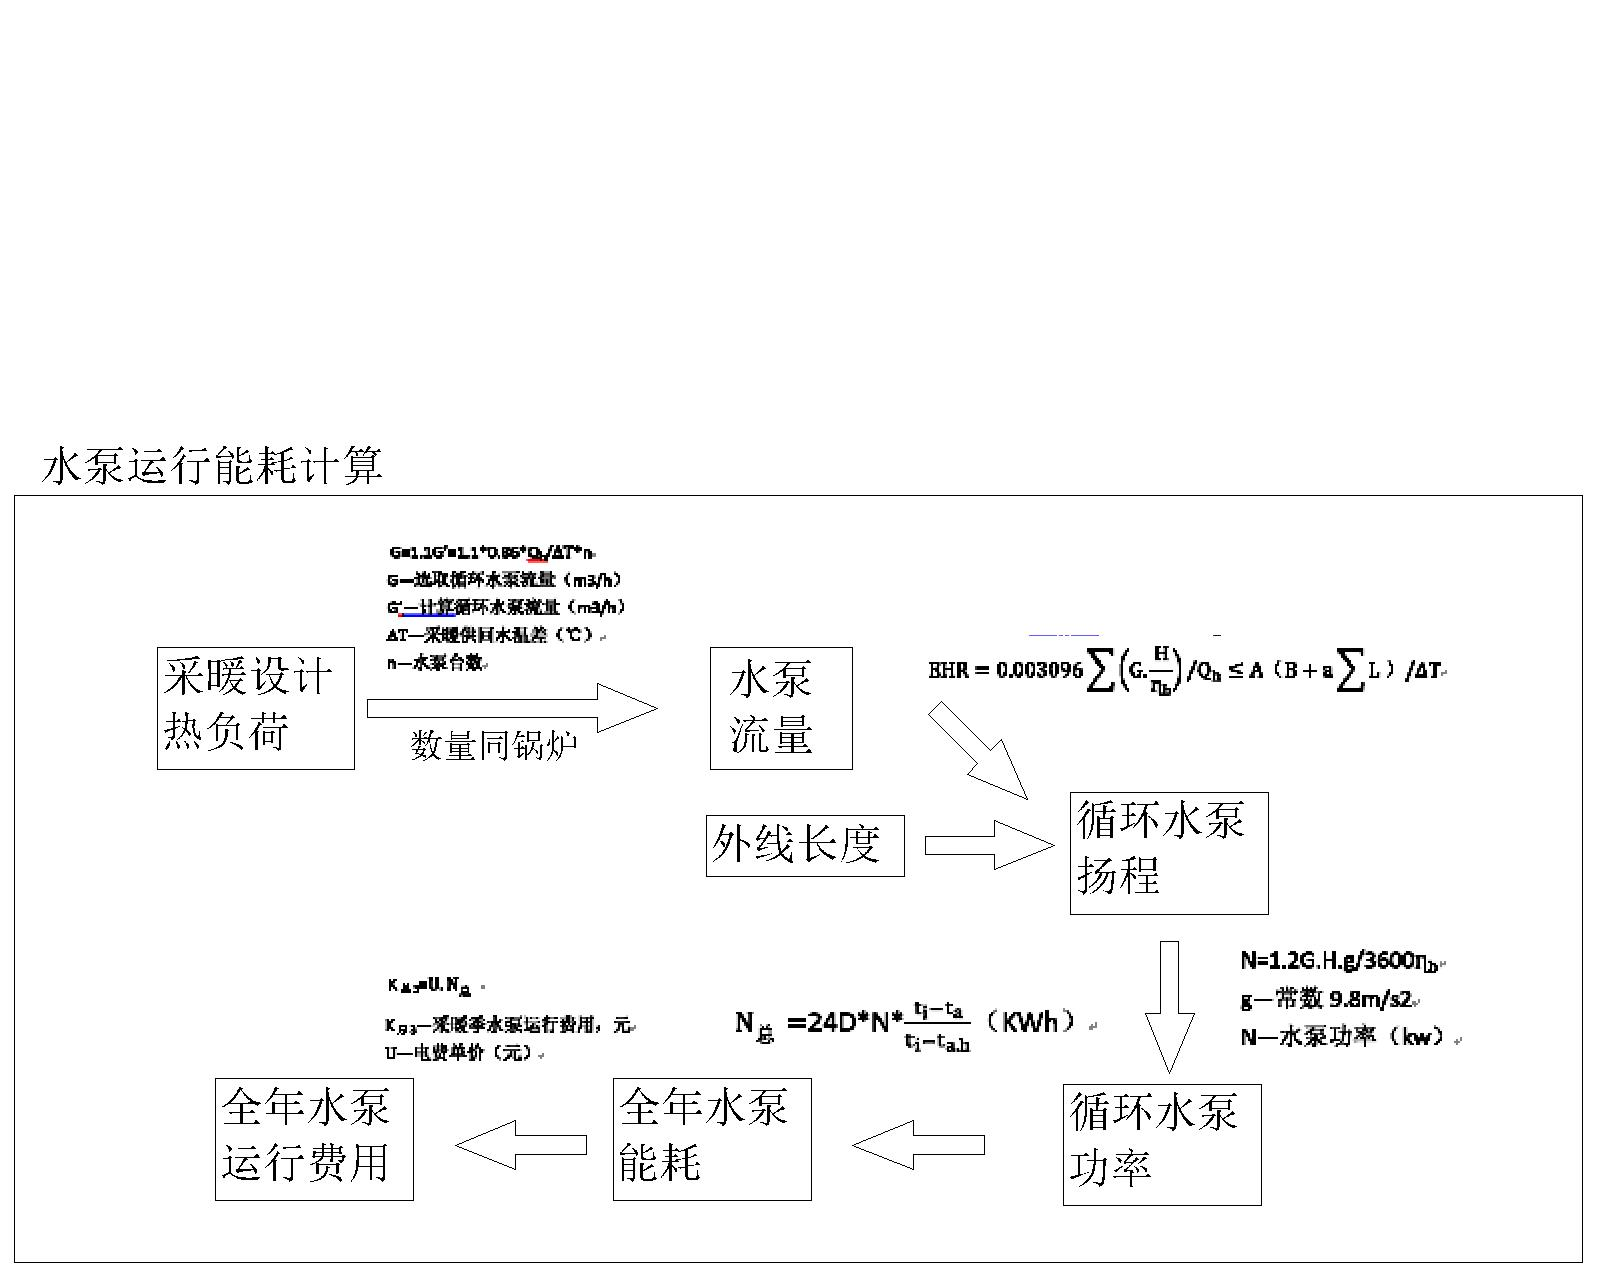 水泵运行能耗计算
G=1.1G'=1.1*0.86*Qh/ΔT*n
G—选取循环水泵流量（m3/h）
G'—计算循环水泵流量（m3/h）
ΔT—采暖供回水温差（℃）
n—水泵台数
采暖设计
热负荷
数量同锅炉
水泵
流量
EHR = 0.003096∑(G.H/ηb)/Qh ≤ A（B + a∑L）/ΔT
外线长度
循环水泵
扬程
N=1.2G.H.g/3600ηb
g—常数 9.8m/s2
N—水泵功率（kw）
循环水泵
功率
N总 =24D*N*(ti−ta)/(ti−ta.h)（KWh）
全年水泵
能耗
=U.N总
—采暖季水泵运行费用，元
U—电费单价（元）
全年水泵
运行费用